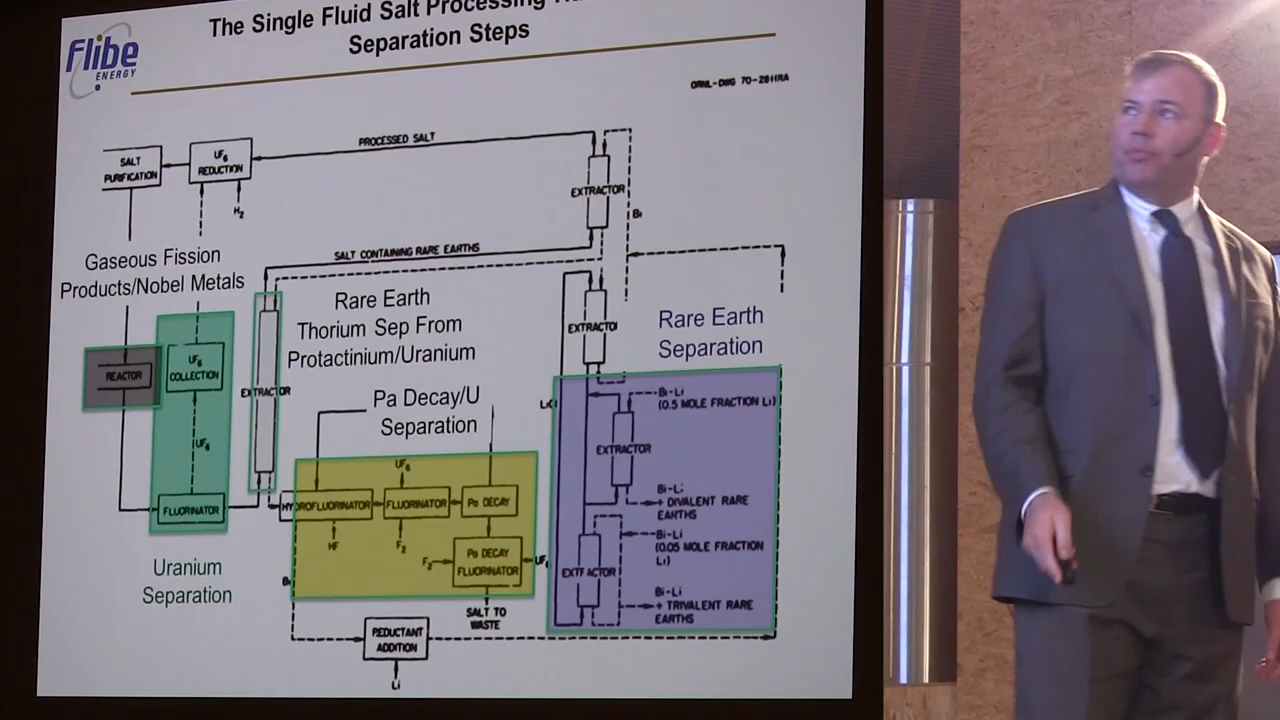 Flibe
ENERGY
The Single Fluid Salt Processing
Separation Steps
ORNL-DWG 70-2811RA
PROCESSED SALT
SALT
PURIFICATION
UF6
REDUCTION
H2
EXTRACTOR
Bi
SALT CONTAINING RARE EARTHS
Gaseous Fission
Products/Nobel Metals
Rare Earth
Thorium Sep From
Protactinium/Uranium
EXTRACTOR
Rare Earth
Separation
REACTOR
UF6
COLLECTION
UF6
EXTRACTOR
Pa Decay/U
Separation
LiCl
Bi-Li
(0.5 MOLE FRACTION Li)
EXTRACTOR
Bi-Li
+ DIVALENT RARE
EARTHS
FLUORINATOR
HYDROFLUORINATOR
UF6
FLUORINATOR
Pa DECAY
HF
F2
F2
Pa DECAY
FLUORINATOR
UF6
Bi-Li
(0.05 MOLE FRACTION
Li)
EXTRACTOR
Bi-Li
+ TRIVALENT RARE
EARTHS
Uranium
Separation
Bi
SALT TO
WASTE
REDUCTANT
ADDITION
Li